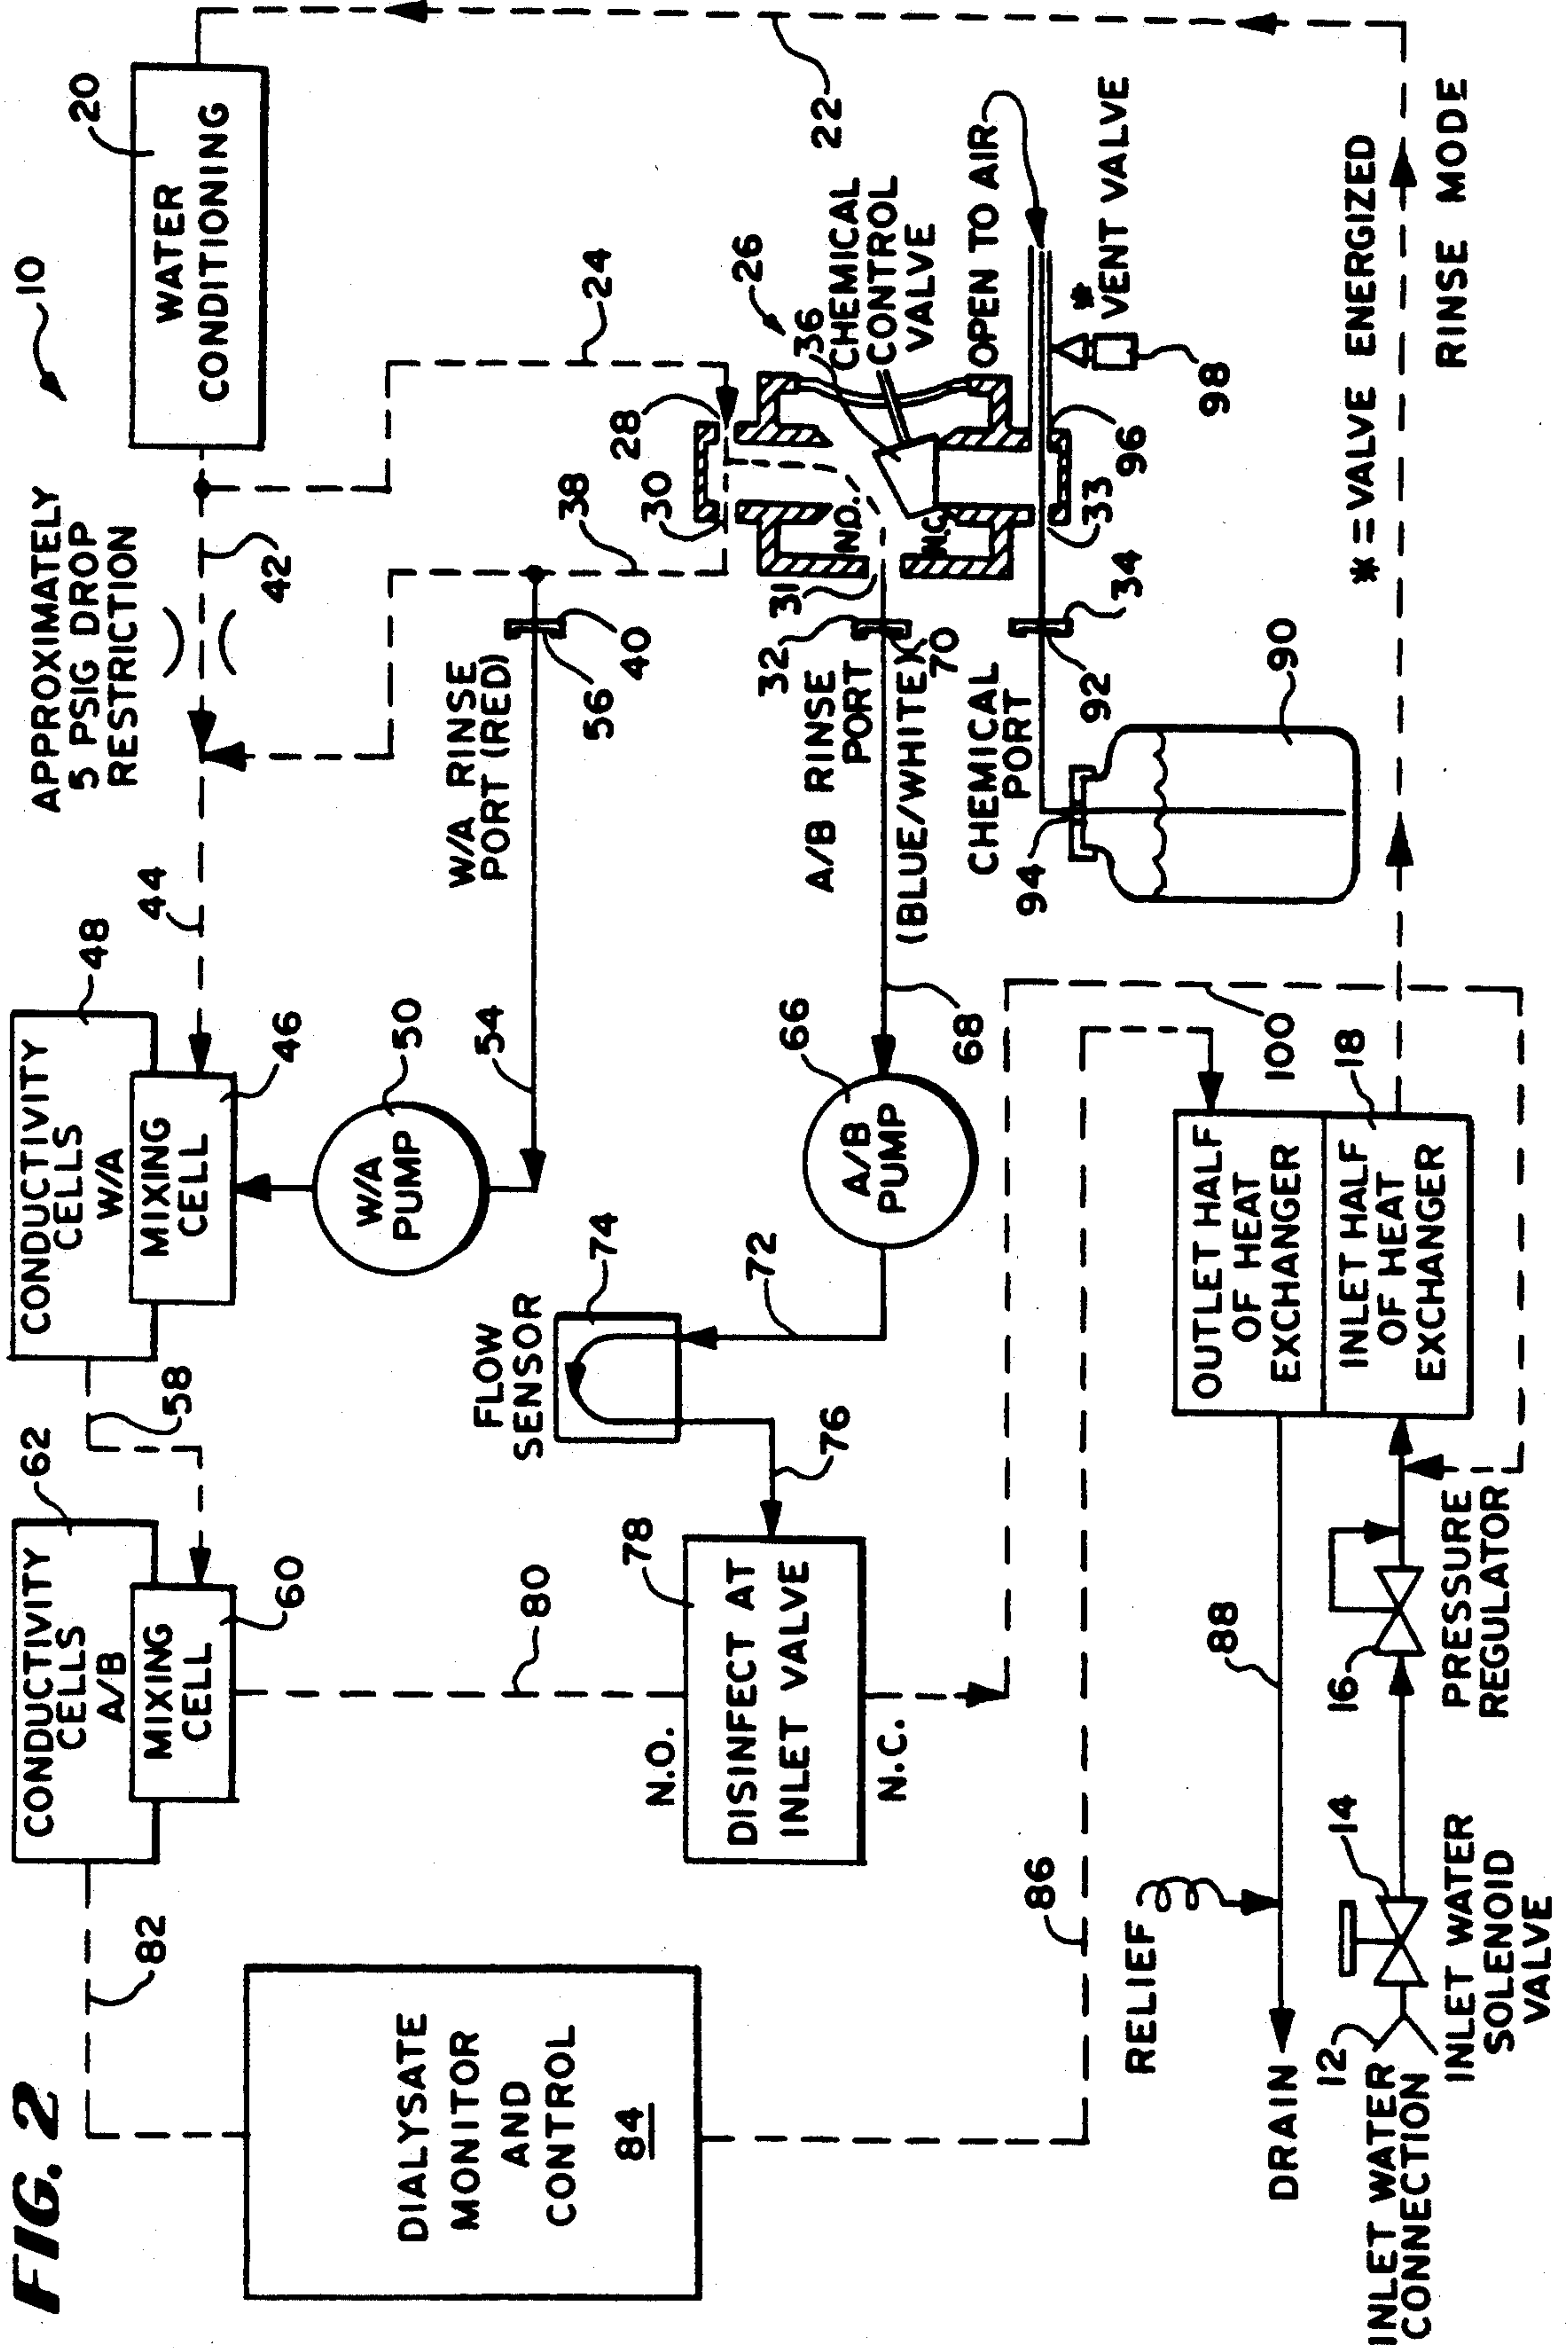 FIG. 2
10
20
WATER
CONDITIONING
APPROXIMATELY
5 PSIG DROP
RESTRICTION
42
44
24
22
48
CONDUCTIVITY
CELLS
W/A
MIXING
CELL
46
58
62
CONDUCTIVITY
CELLS
A/B
MIXING
CELL
60
82
DIALYSATE
MONITOR
AND
CONTROL
84
50
W/A
PUMP
54
W/A RINSE
PORT (RED)
56
40
38
30
28
26
36
CHEMICAL
CONTROL
VALVE
N.O.
N.C.
31
32
70
A/B RINSE
PORT
(BLUE/WHITE)
68
66
A/B
PUMP
72
74
FLOW
SENSOR
76
78
DISINFECT AT
INLET VALVE
N.O.
N.C.
80
OPEN TO AIR
*
VENT VALVE
98
96
33
34
92
CHEMICAL
PORT
94
90
100
86
OUTLET HALF
OF HEAT
EXCHANGER
INLET HALF
OF HEAT
EXCHANGER
18
88
RELIEF
DRAIN
12
INLET WATER
CONNECTION
14
INLET WATER
SOLENOID
VALVE
16
PRESSURE
REGULATOR
* = VALVE ENERGIZED
RINSE MODE